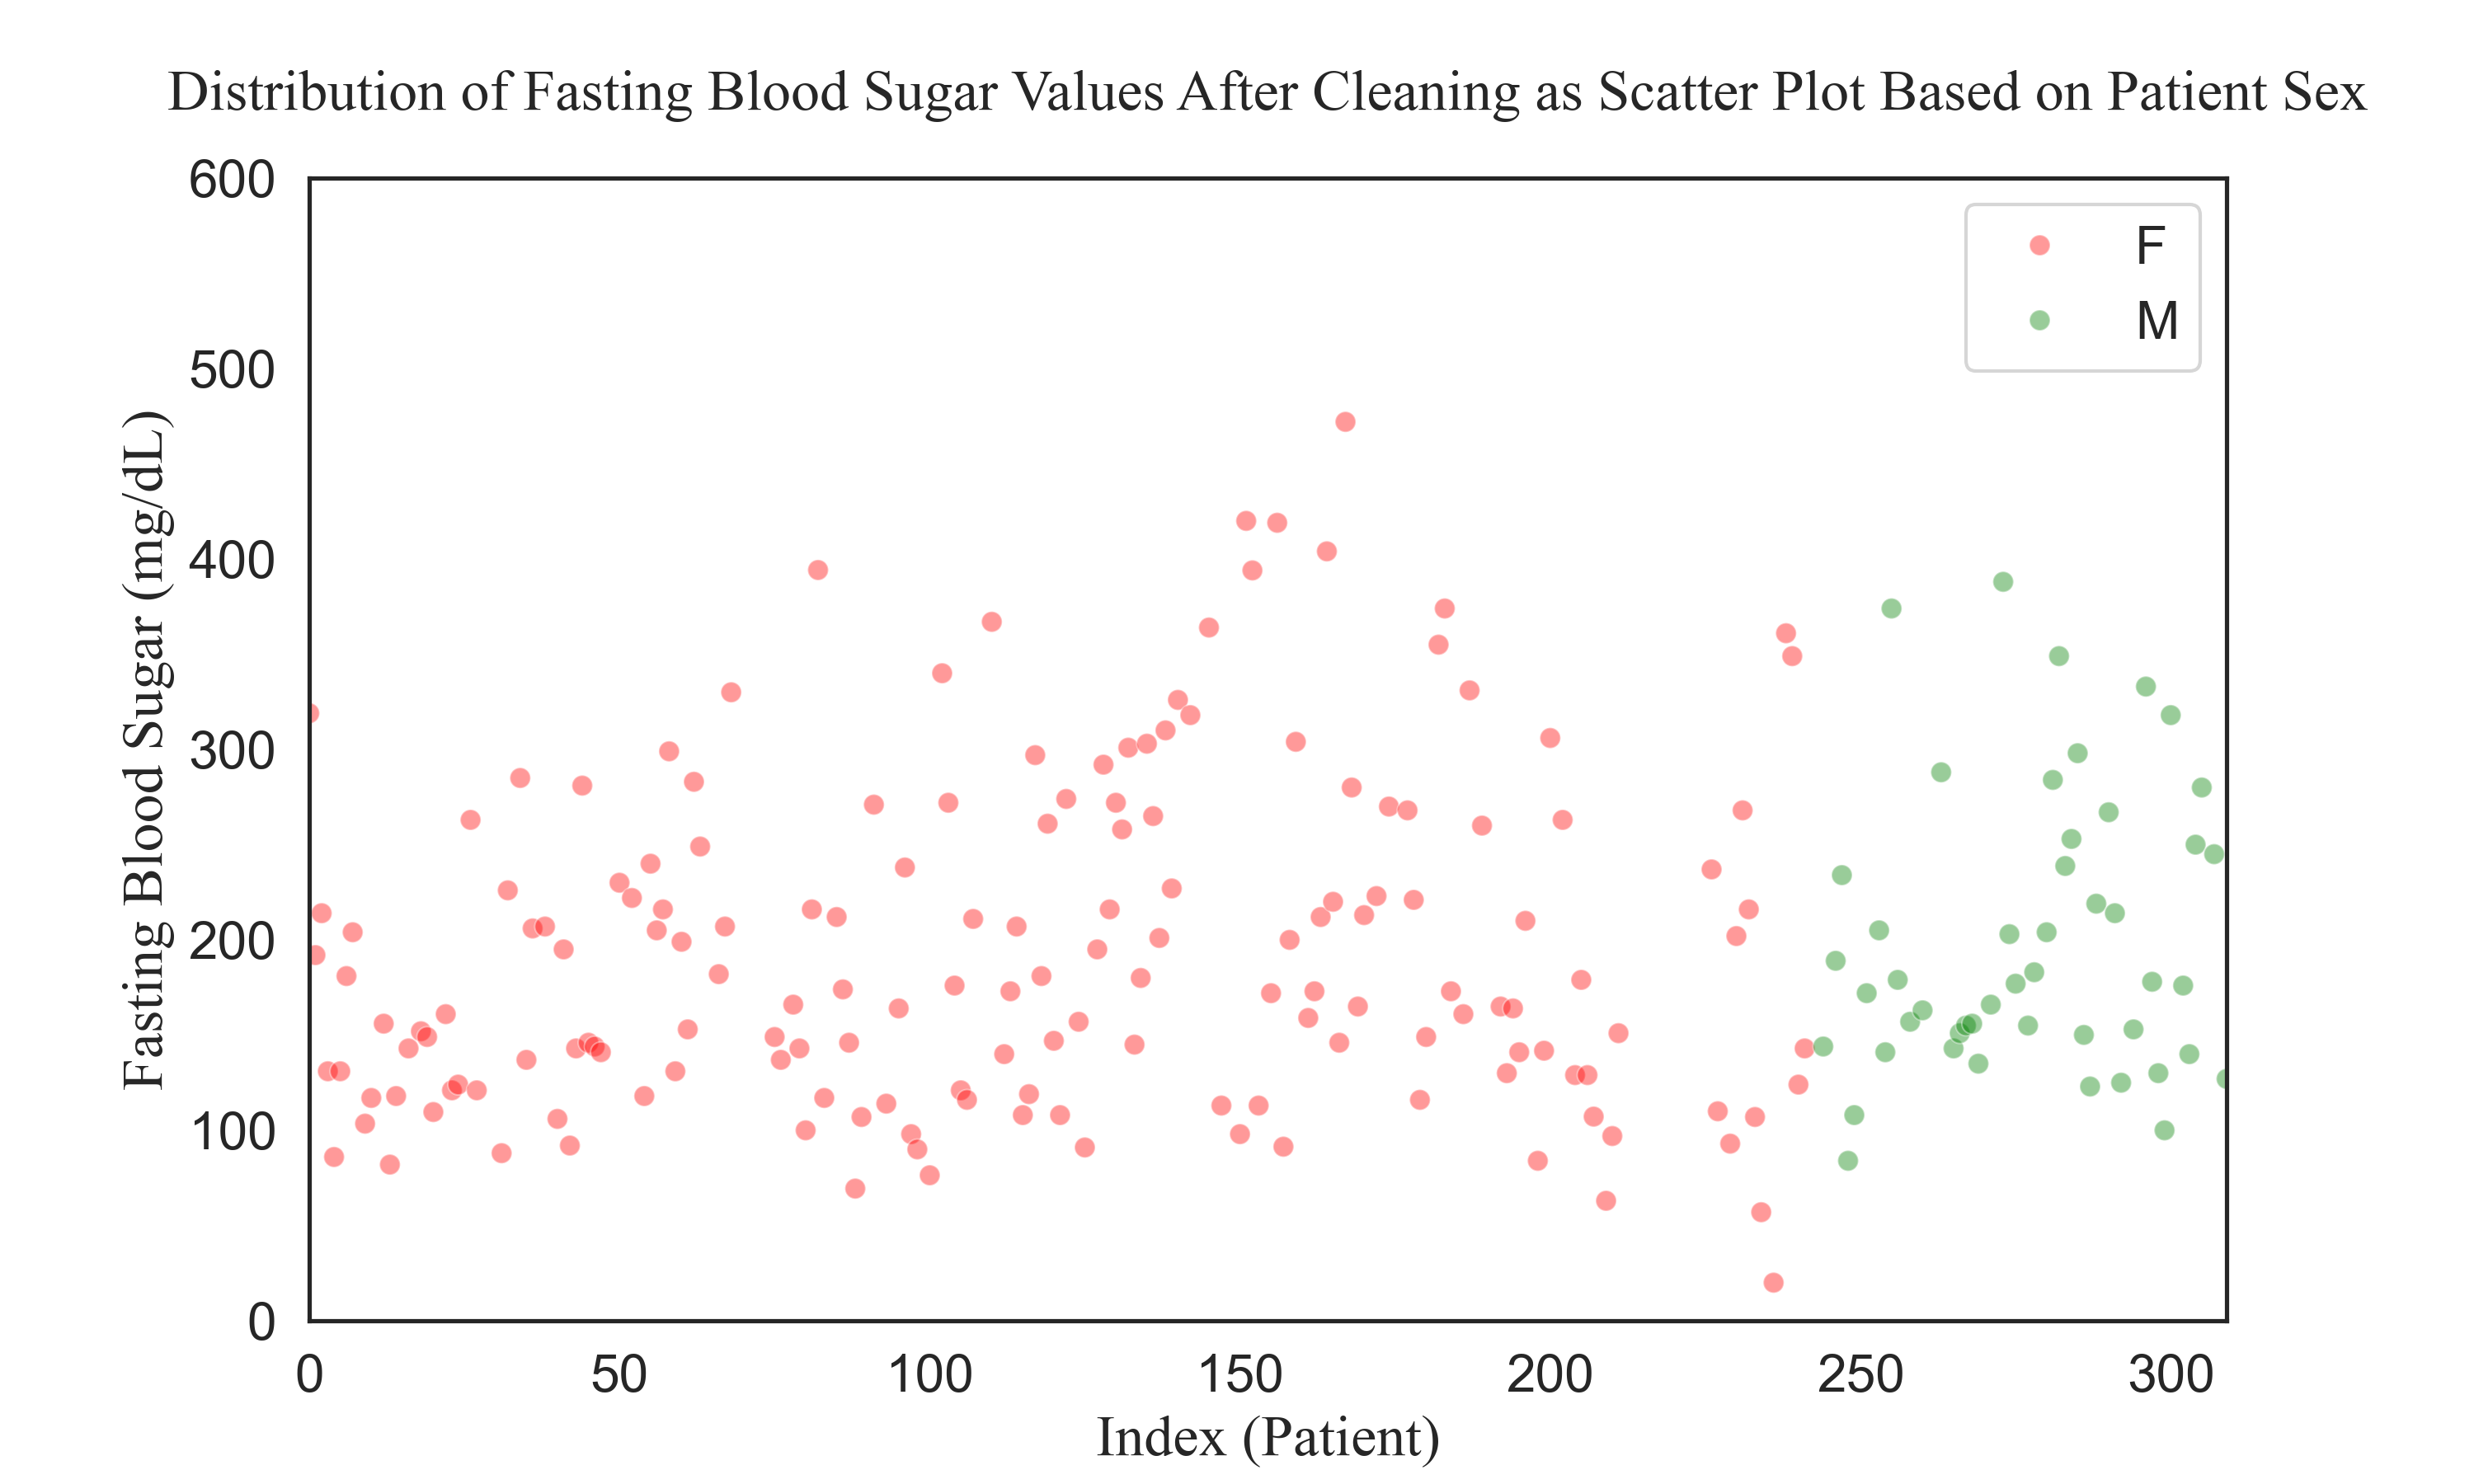 Distribution of Fasting Blood Sugar Values After Cleaning as Scatter Plot Based on Patient Sex
600
500
400
300
200
100
0
Fasting Blood Sugar (mg/dL)
F
M
0 50 100 150 200 250 300
Index (Patient)